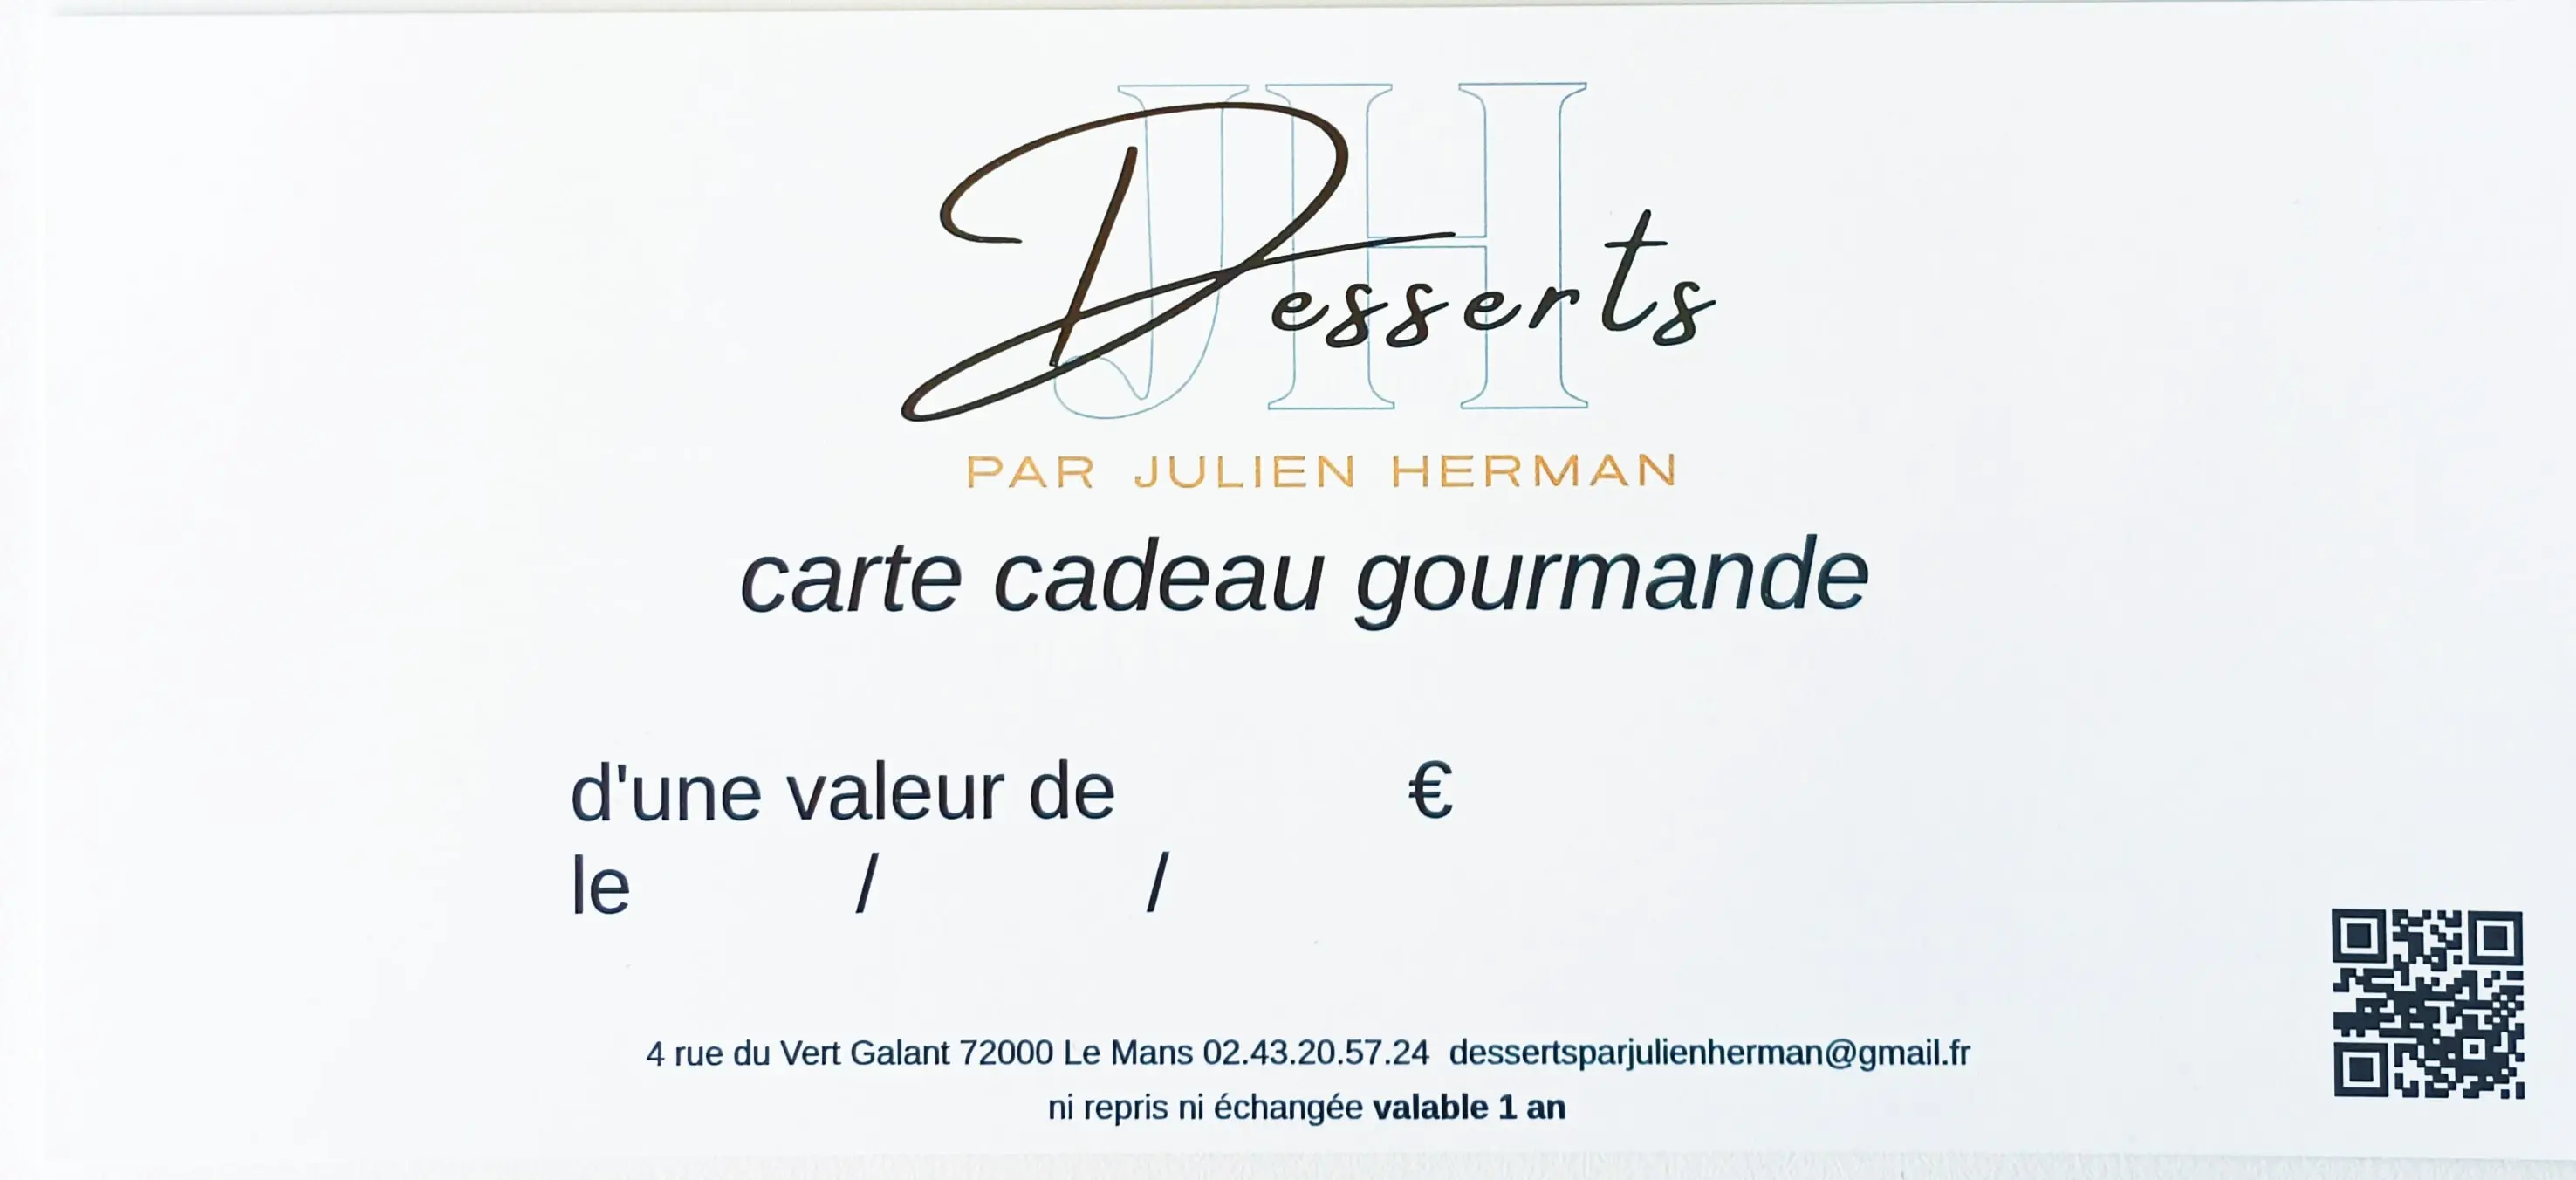 JH
Desserts
PAR JULIEN HERMAN
carte cadeau gourmande
d'une valeur de €
le / /
4 rue du Vert Galant 72000 Le Mans 02.43.20.57.24 dessertsparjulienherman@gmail.fr
ni repris ni échangée valable 1 an